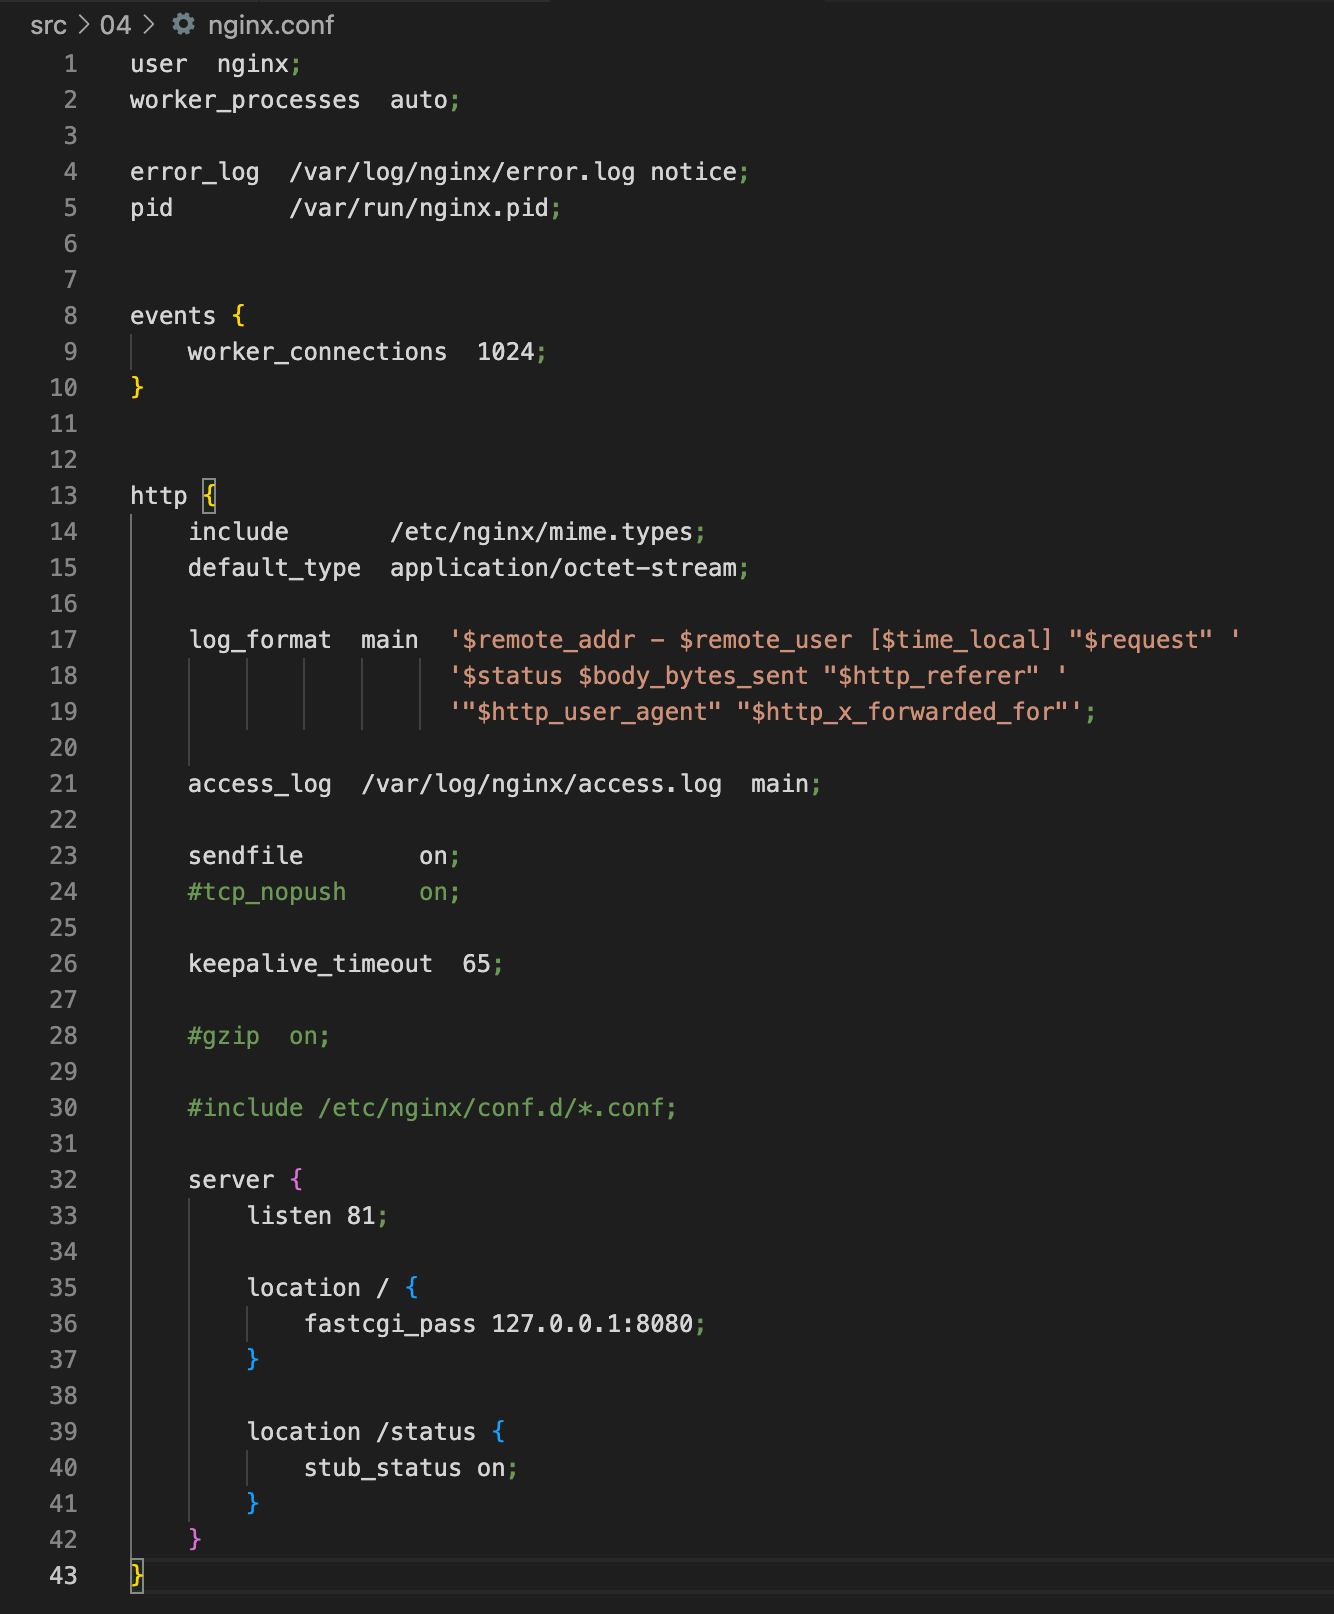 src > 04 > nginx.conf
1 user  nginx;
2 worker_processes  auto;
3
4 error_log  /var/log/nginx/error.log notice;
5 pid        /var/run/nginx.pid;
6
7
8 events {
9     worker_connections  1024;
10 }
11
12
13 http {
14     include       /etc/nginx/mime.types;
15     default_type  application/octet-stream;
16
17     log_format  main  '$remote_addr - $remote_user [$time_local] "$request" '
18                       '$status $body_bytes_sent "$http_referer" '
19                       '"$http_user_agent" "$http_x_forwarded_for"';
20
21     access_log  /var/log/nginx/access.log  main;
22
23     sendfile        on;
24     #tcp_nopush     on;
25
26     keepalive_timeout  65;
27
28     #gzip  on;
29
30     #include /etc/nginx/conf.d/*.conf;
31
32     server {
33         listen 81;
34
35         location / {
36             fastcgi_pass 127.0.0.1:8080;
37         }
38
39         location /status {
40             stub_status on;
41         }
42     }
43 }